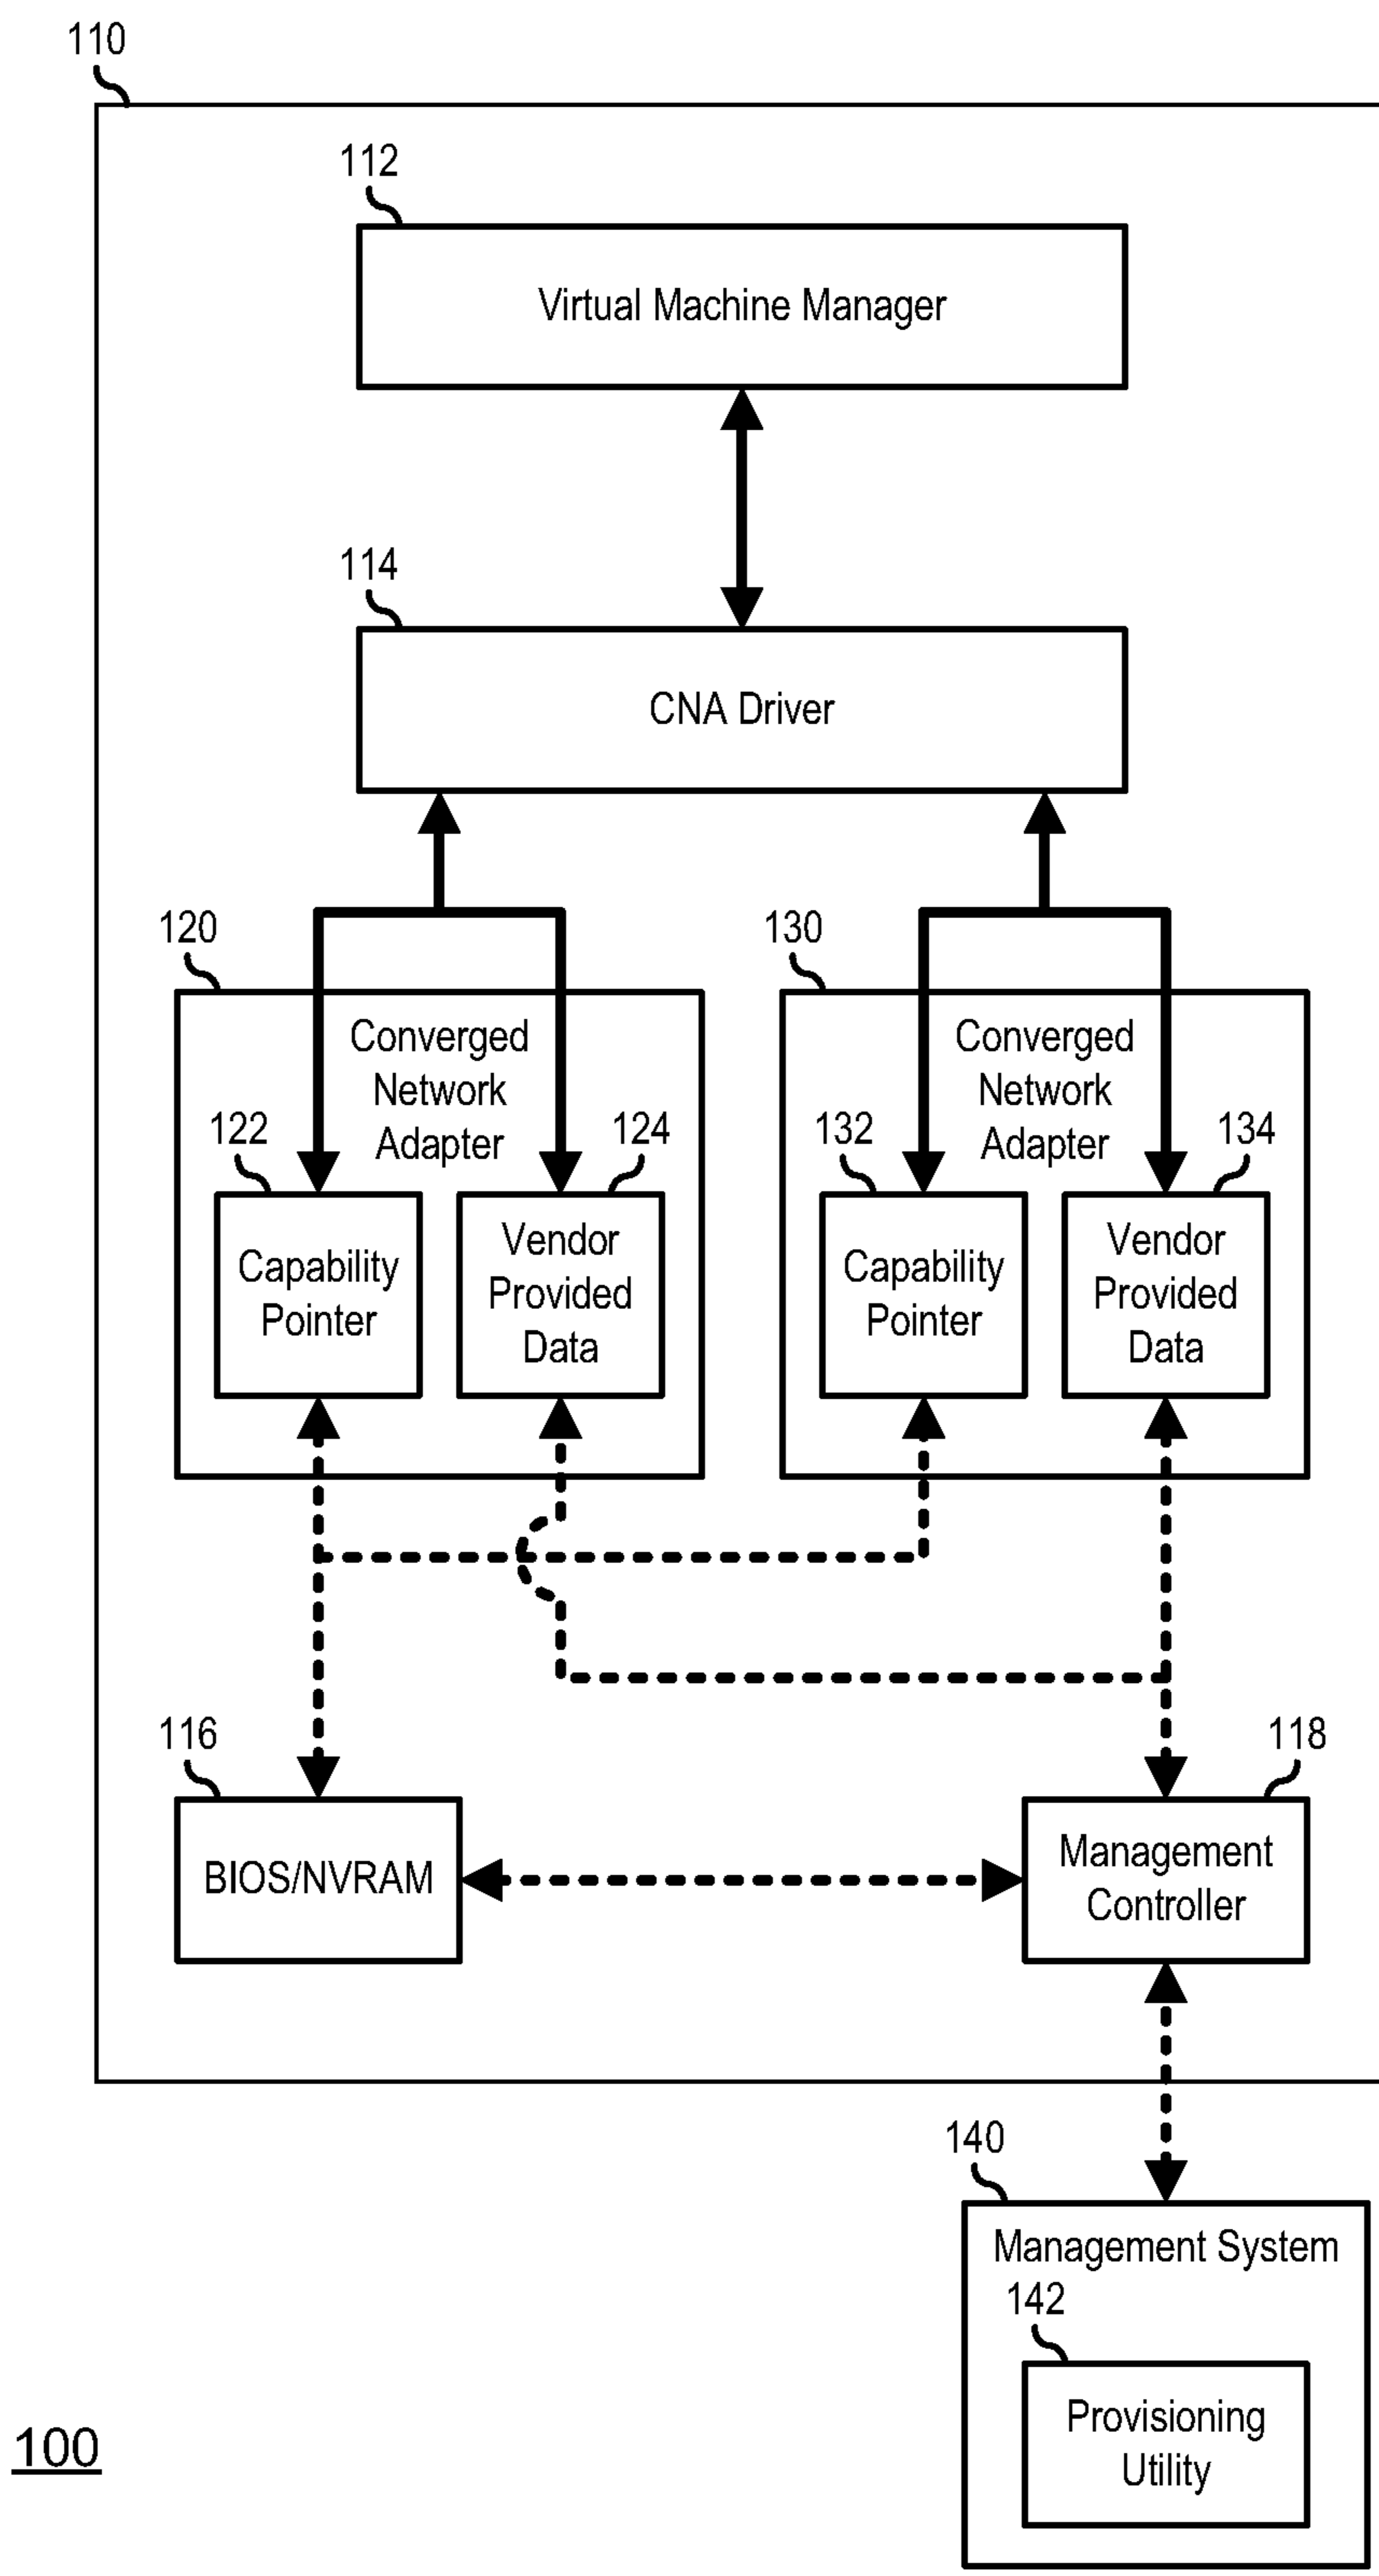 110
112
Virtual Machine Manager
114
CNA Driver
120
130
Converged
Network
Adapter
Converged
Network
Adapter
122
124
132
134
Capability
Pointer
Vendor
Provided
Data
Capability
Pointer
Vendor
Provided
Data
116
118
BIOS/NVRAM
Management
Controller
140
Management System
142
Provisioning
Utility
100